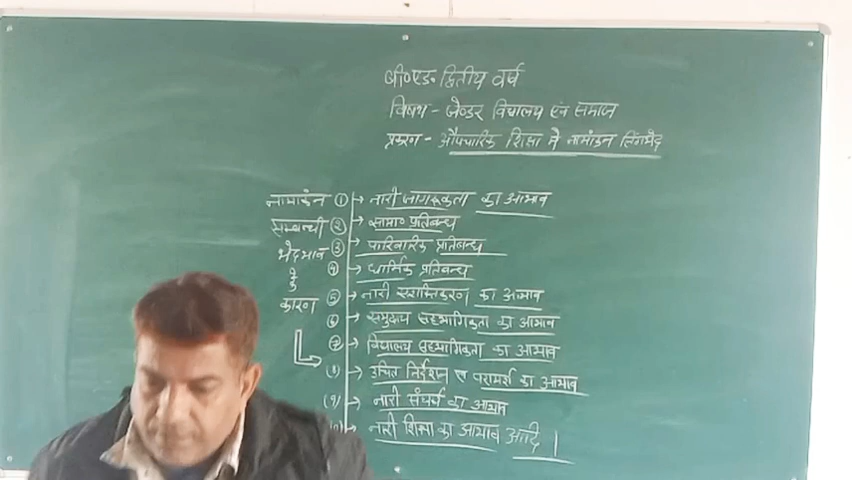 बी०एड० द्वितीय वर्ष
विषय - जेण्डर विद्यालय एवं समाज
प्रकरण - औपचारिक शिक्षा में नामांकन लिंगभेद
नामांकन सम्बन्धी भेदभाव के कारण
① → नारी जागरूकता का अभाव
② → सामा० प्रतिबन्ध
③ → पारिवारिक प्रतिबन्ध
④ → धार्मिक प्रतिबन्ध
⑤ → नारी सशक्तिकरण का अभाव
⑥ → समुदाय सहभागिकता का अभाव
⑦ → विद्यालय सहभागिकता का अभाव
(8) → उचित निर्देशन एवं परामर्श का अभाव
(9) → नारी संघर्ष का अभाव
→ नारी शिक्षा का अभाव आदि ।